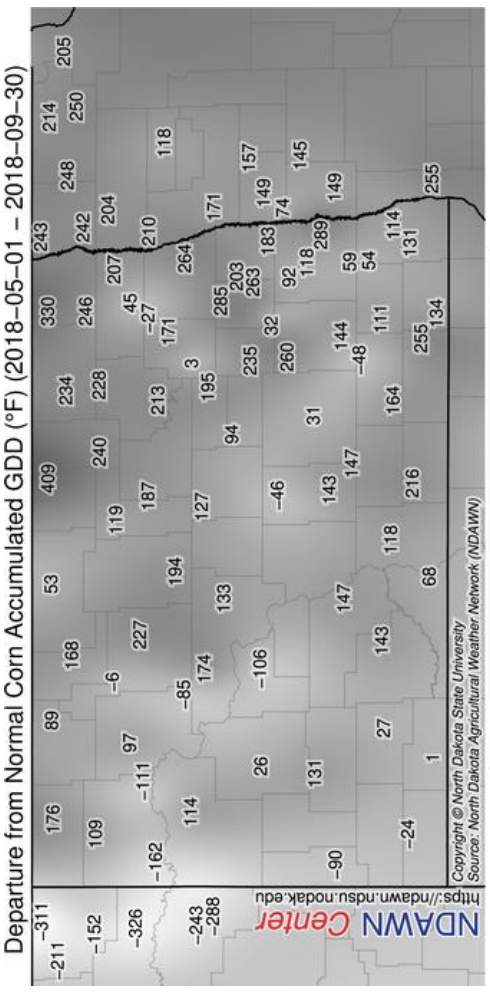 Departure from Normal Corn Accumulated GDD (°F) (2018-05-01 - 2018-09-30)
-311 243
176 89 53 409 330 214
-211 168 234 248 205
246 242 250
-152 109 240 228 204
-6 119 207
-326 97 227 45
-111 187 -27 210
-162 213 171 118
194 264
-85 114 3
-243 174 127 195 171
-288 133 285
94 203
235 263 157
26 -106 149
-46 32 183
260 92 74
131 31 118 145
289
-90 143 144 149
147 147 59
-48 54
27 143 118 164 111 114
-24 216 131
1 68 255 134 255
NDAWN Center
https://ndawn.ndsu.nodak.edu
Copyright © North Dakota State University
Source: North Dakota Agricultural Weather Network (NDAWN)